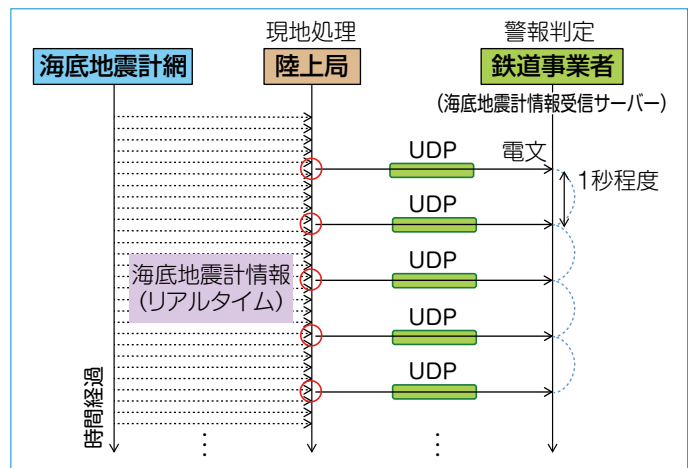 現地処理
警報判定
海底地震計網
陸上局
鉄道事業者
(海底地震計情報受信サーバー)
UDP
電文
1秒程度
UDP
海底地震計情報
(リアルタイム)
UDP
UDP
UDP
時間経過